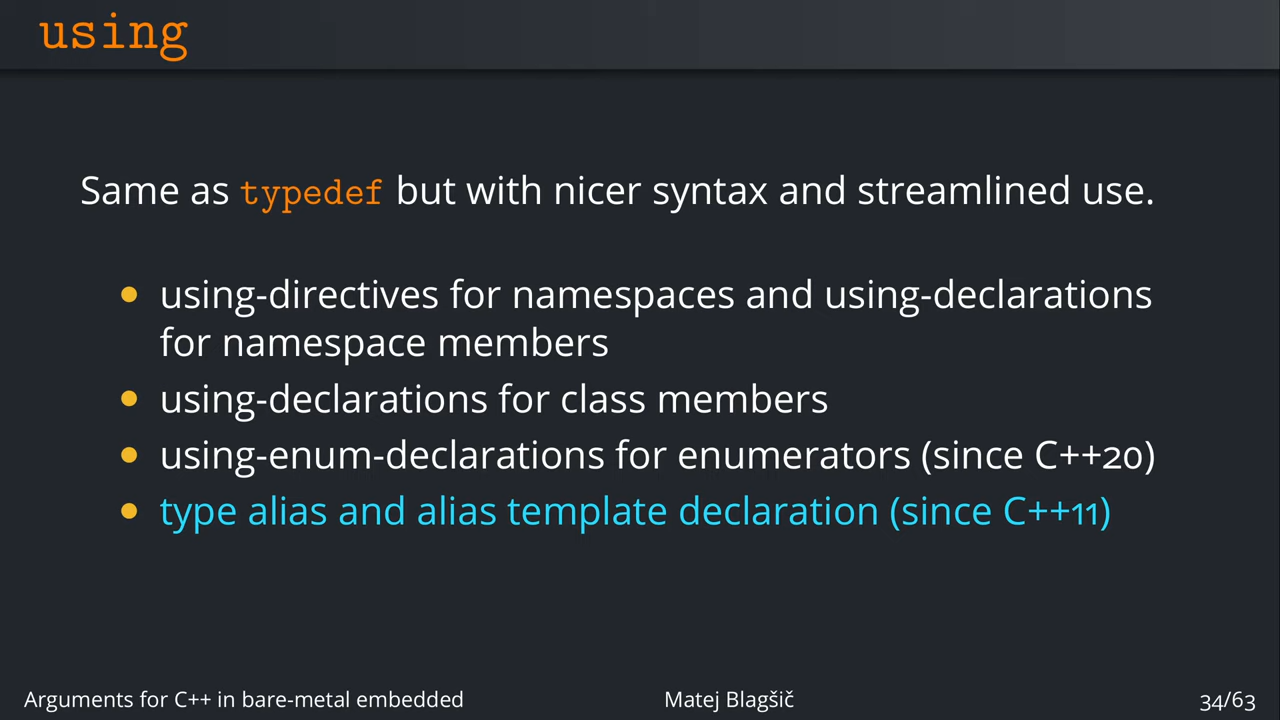 using
Same as typedef but with nicer syntax and streamlined use.
using-directives for namespaces and using-declarations
for namespace members
using-declarations for class members
using-enum-declarations for enumerators (since C++20)
type alias and alias template declaration (since C++11)
Arguments for C++ in bare-metal embedded
Matej Blagšič
34/63